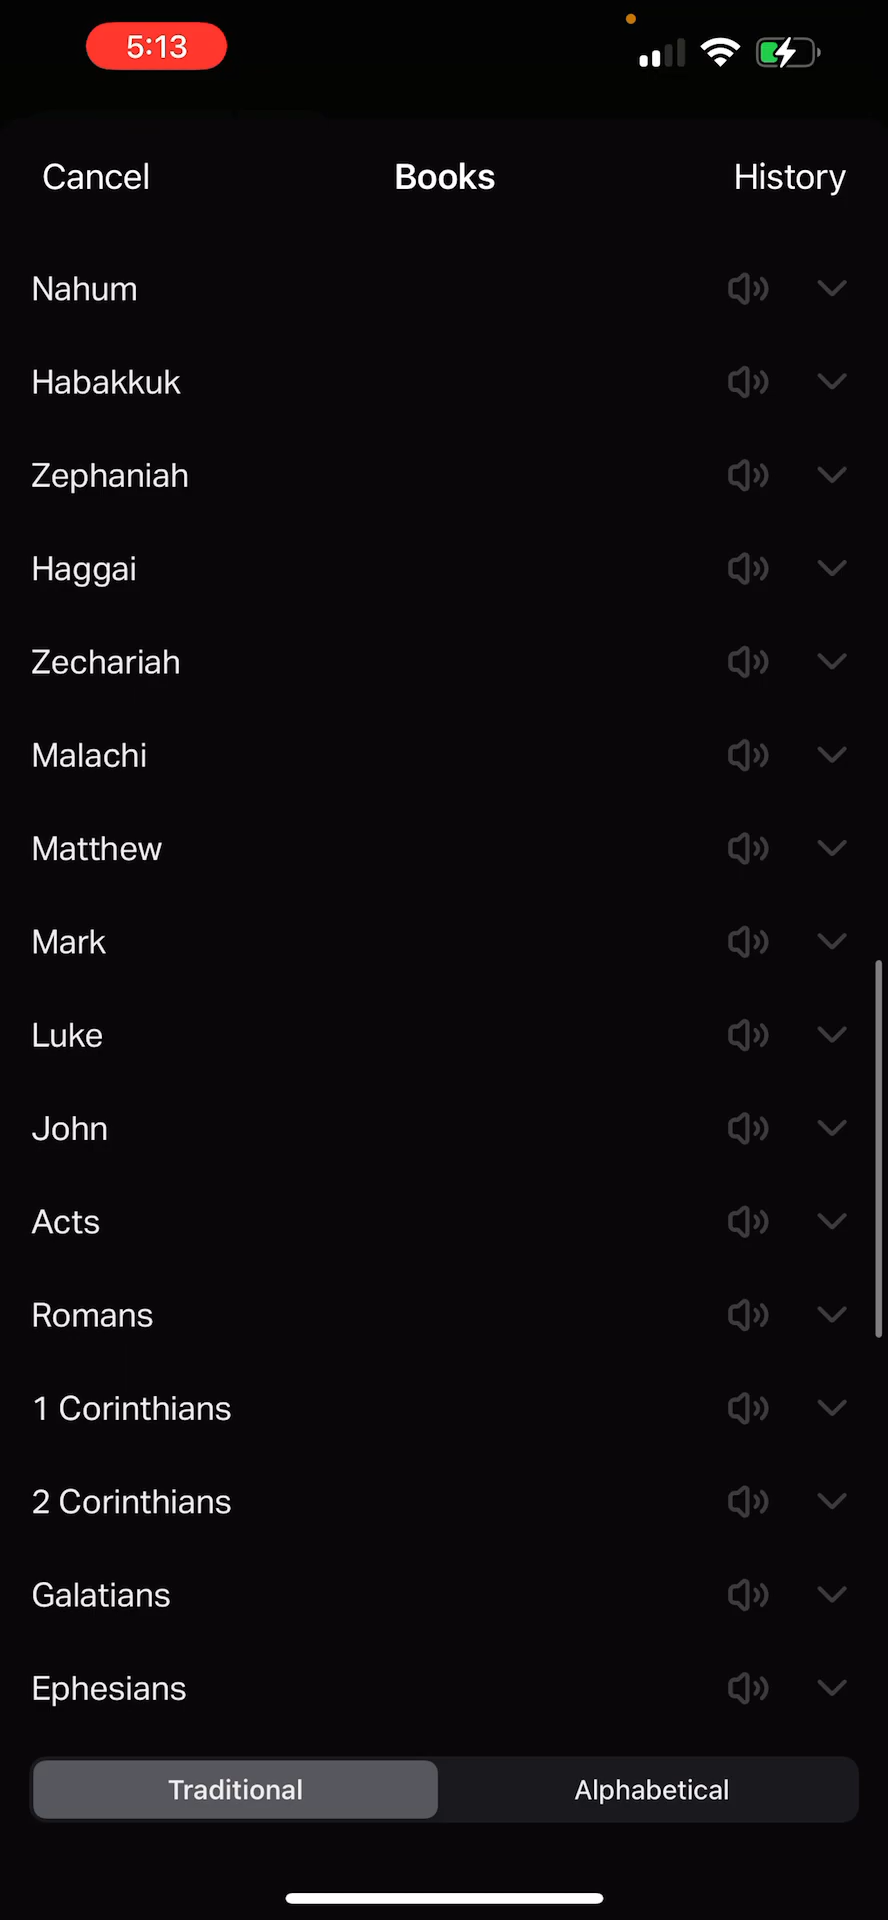 5:13
Cancel Books History
Nahum
Habakkuk
Zephaniah
Haggai
Zechariah
Malachi
Matthew
Mark
Luke
John
Acts
Romans
1 Corinthians
2 Corinthians
Galatians
Ephesians
Traditional Alphabetical